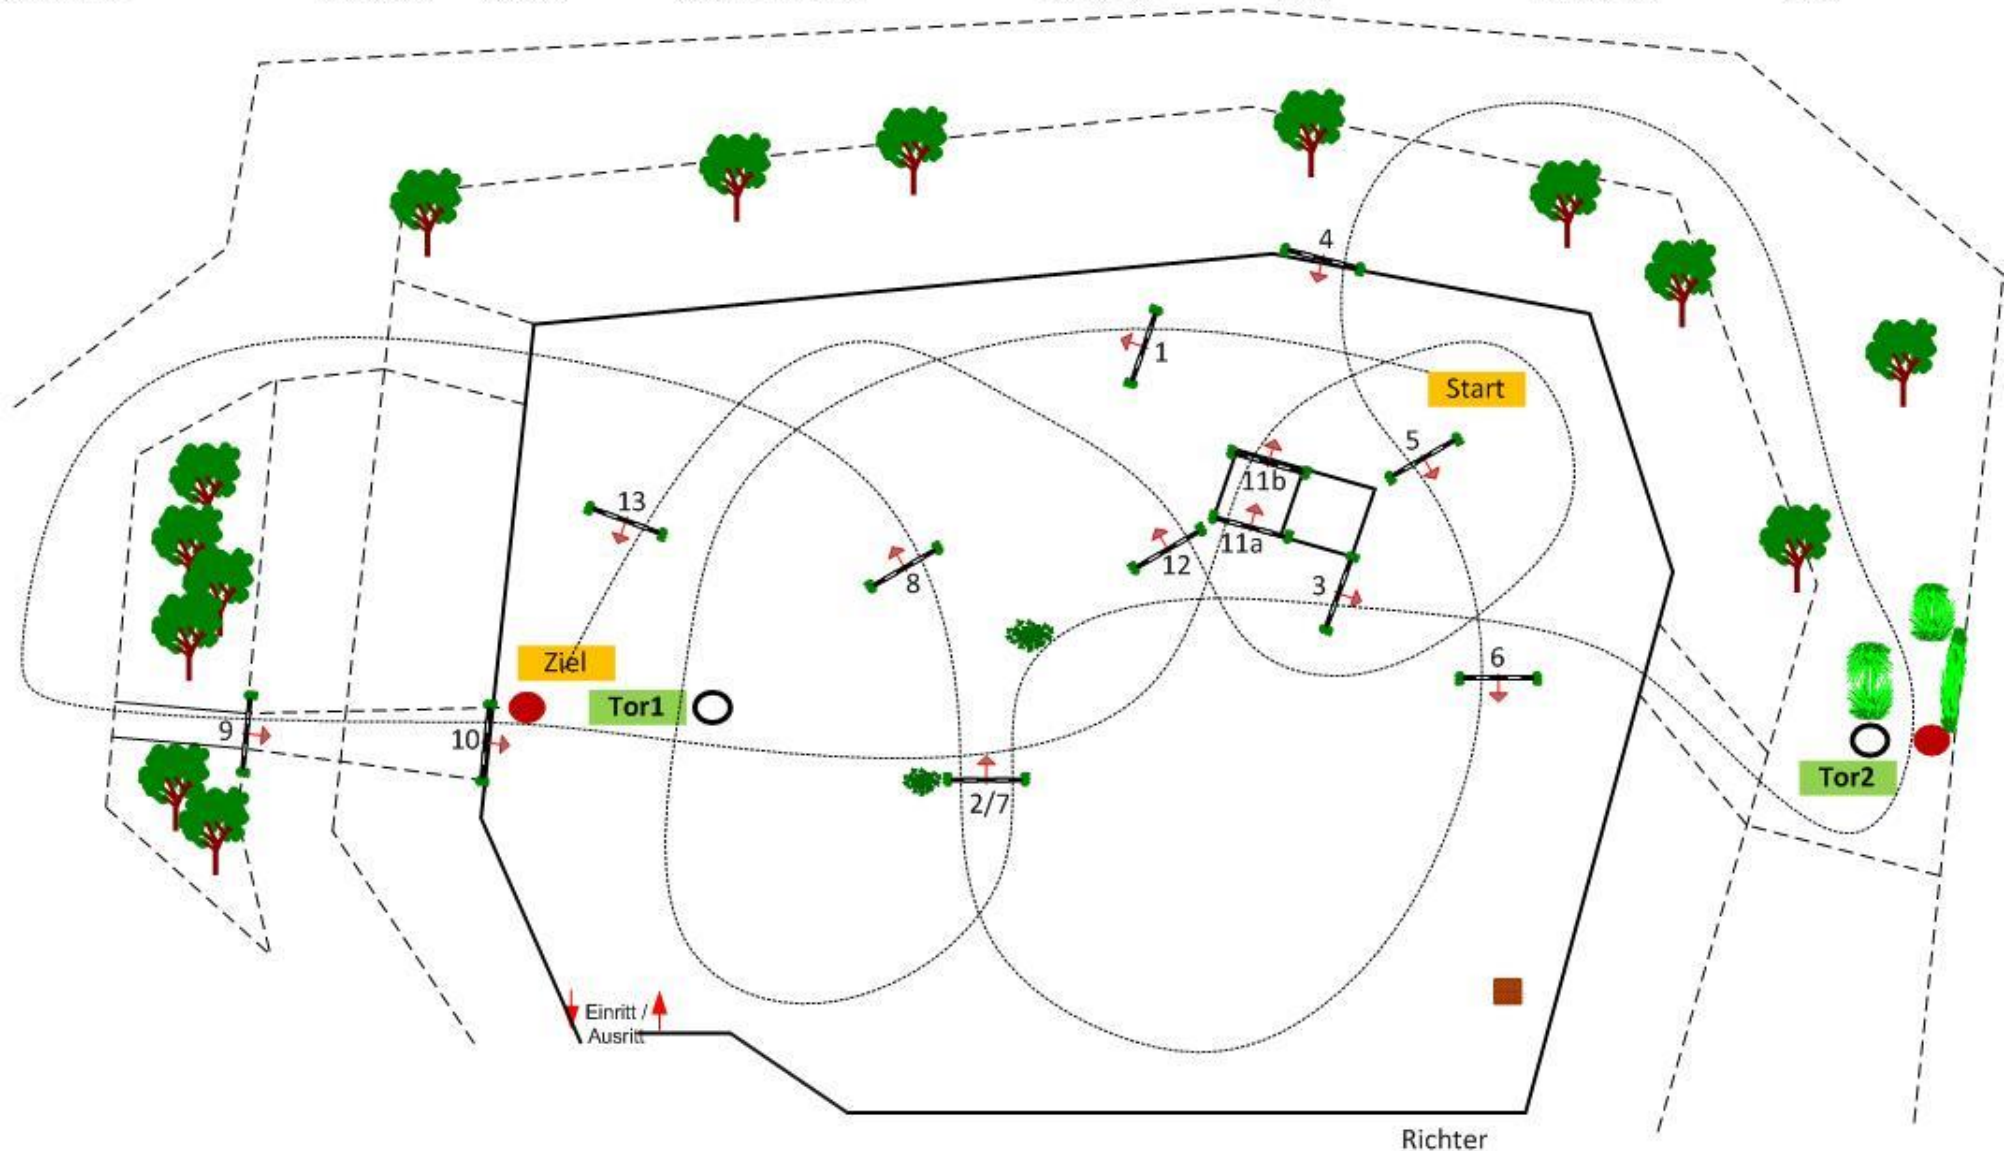 4
1
Start
5
11b
13
11a
12
8
3
Ziel
6
Tor1
9
10
Tor2
2/7
Einritt /
Ausritt
Richter